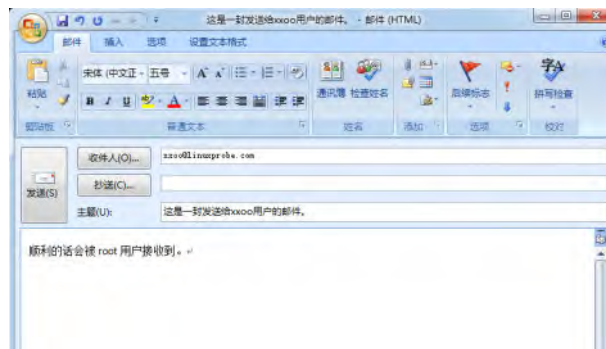 这是一封发送给xxoo用户的邮件。 - 邮件 (HTML)
邮件 插入 选项 设置文本格式
宋体 (中文正 五号
粘贴
B I U
通讯簿 检查姓名
后续标志
拼写检查
剪贴板 普通文本 姓名 添加 选项 校对
收件人(O)... xxoo@linuxprobe.com
发送(S)
抄送(C)...
主题(U): 这是一封发送给xxoo用户的邮件。
顺利的话会被 root 用户接收到。